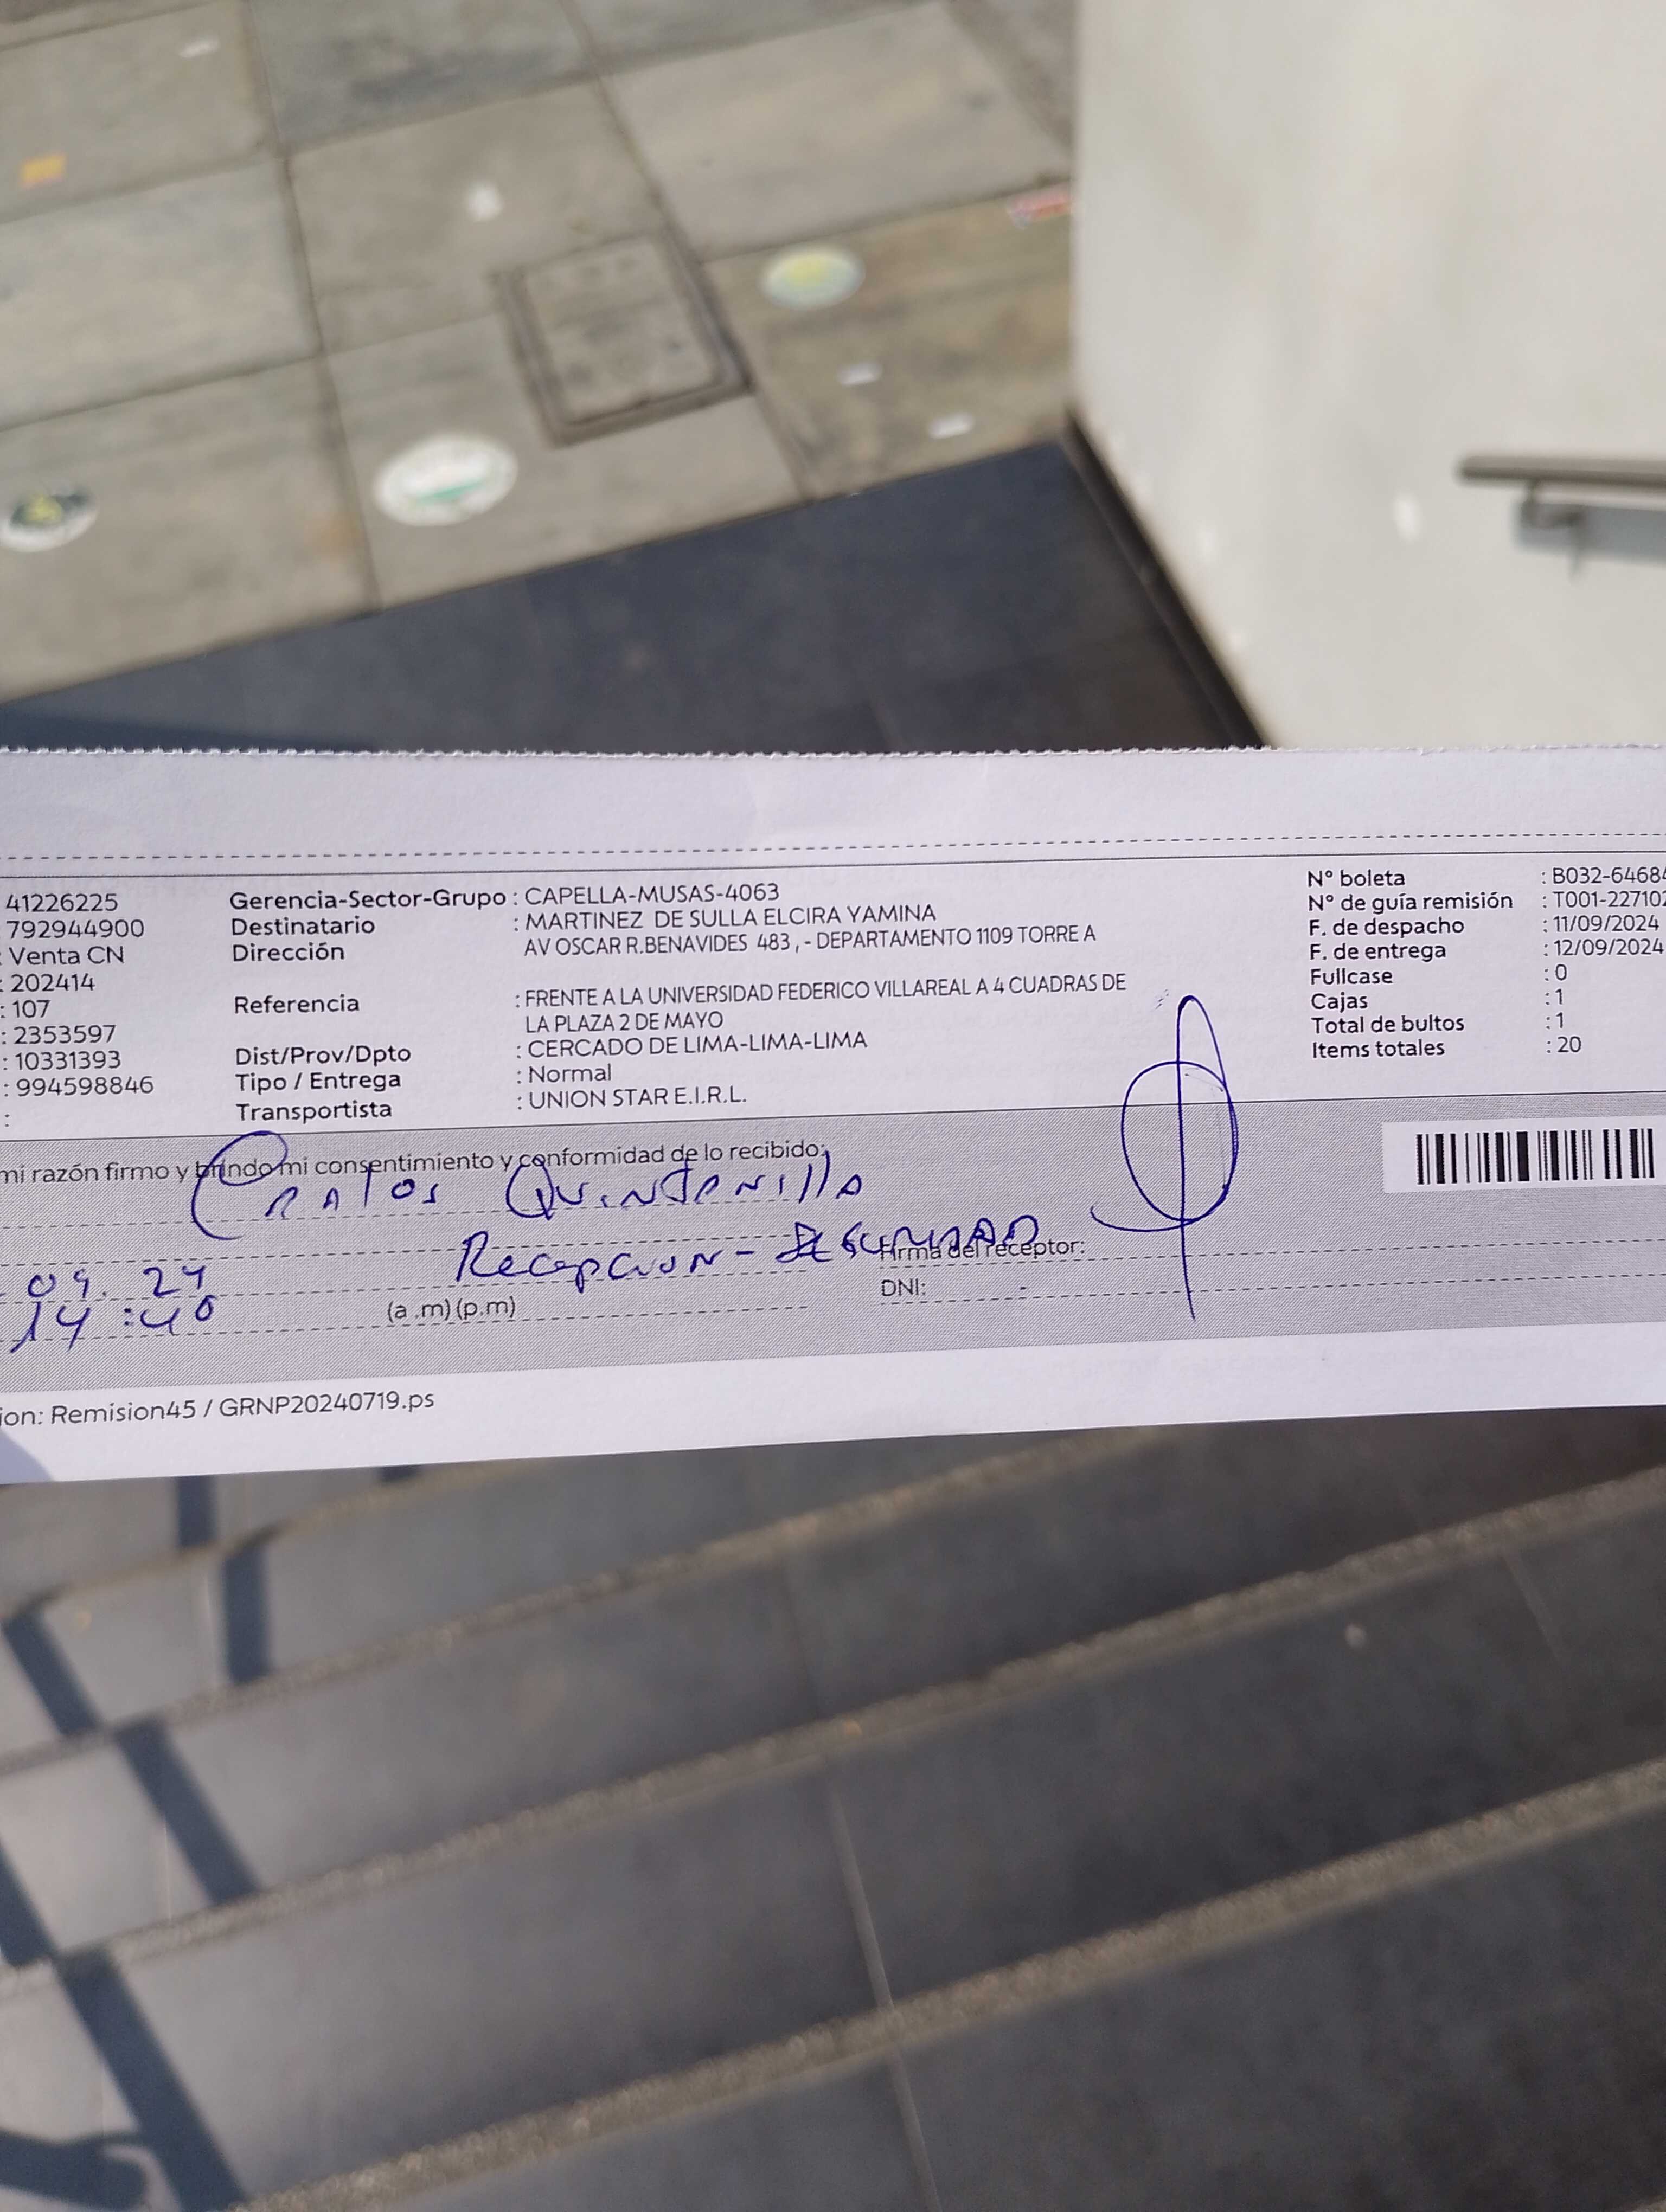 41226225
792944900
: Venta CN
: 202414
: 107
: 2353597
: 10331393
: 994598846
:
Gerencia-Sector-Grupo : CAPELLA-MUSAS-4063
Destinatario : MARTINEZ DE SULLA ELCIRA YAMINA
Dirección AV OSCAR R.BENAVIDES 483 , - DEPARTAMENTO 1109 TORRE A
Referencia : FRENTE A LA UNIVERSIDAD FEDERICO VILLAREAL A 4 CUADRAS DE
LA PLAZA 2 DE MAYO
Dist/Prov/Dpto : CERCADO DE LIMA-LIMA-LIMA
Tipo / Entrega : Normal
Transportista : UNION STAR E.I.R.L.
N° boleta : B032-64684
N° de guía remisión : T001-227102
F. de despacho : 11/09/2024
F. de entrega : 12/09/2024
Fullcase : 0
Cajas : 1
Total de bultos : 1
Items totales : 20
mi razón firmo y brindo mi consentimiento y conformidad de lo recibido:
Quintanilla
Recepcion - SEGURIDAD
Firma del receptor:
09. 24
DNI:
14:40 (a .m) (p.m)
ion: Remision45 / GRNP20240719.ps